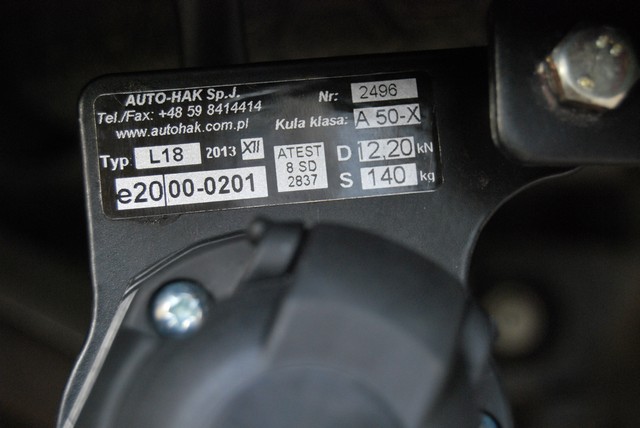 AUTO-HAK Sp.J.
Tel./Fax: +48 59 8414414
www.autohak.com.pl
Nr: 2496
Kula klasa: A 50-X
Typ: L18 2013 XII
ATEST
8 SD
2837
D 12,20 kN
S 140 kg
e20 00-0201